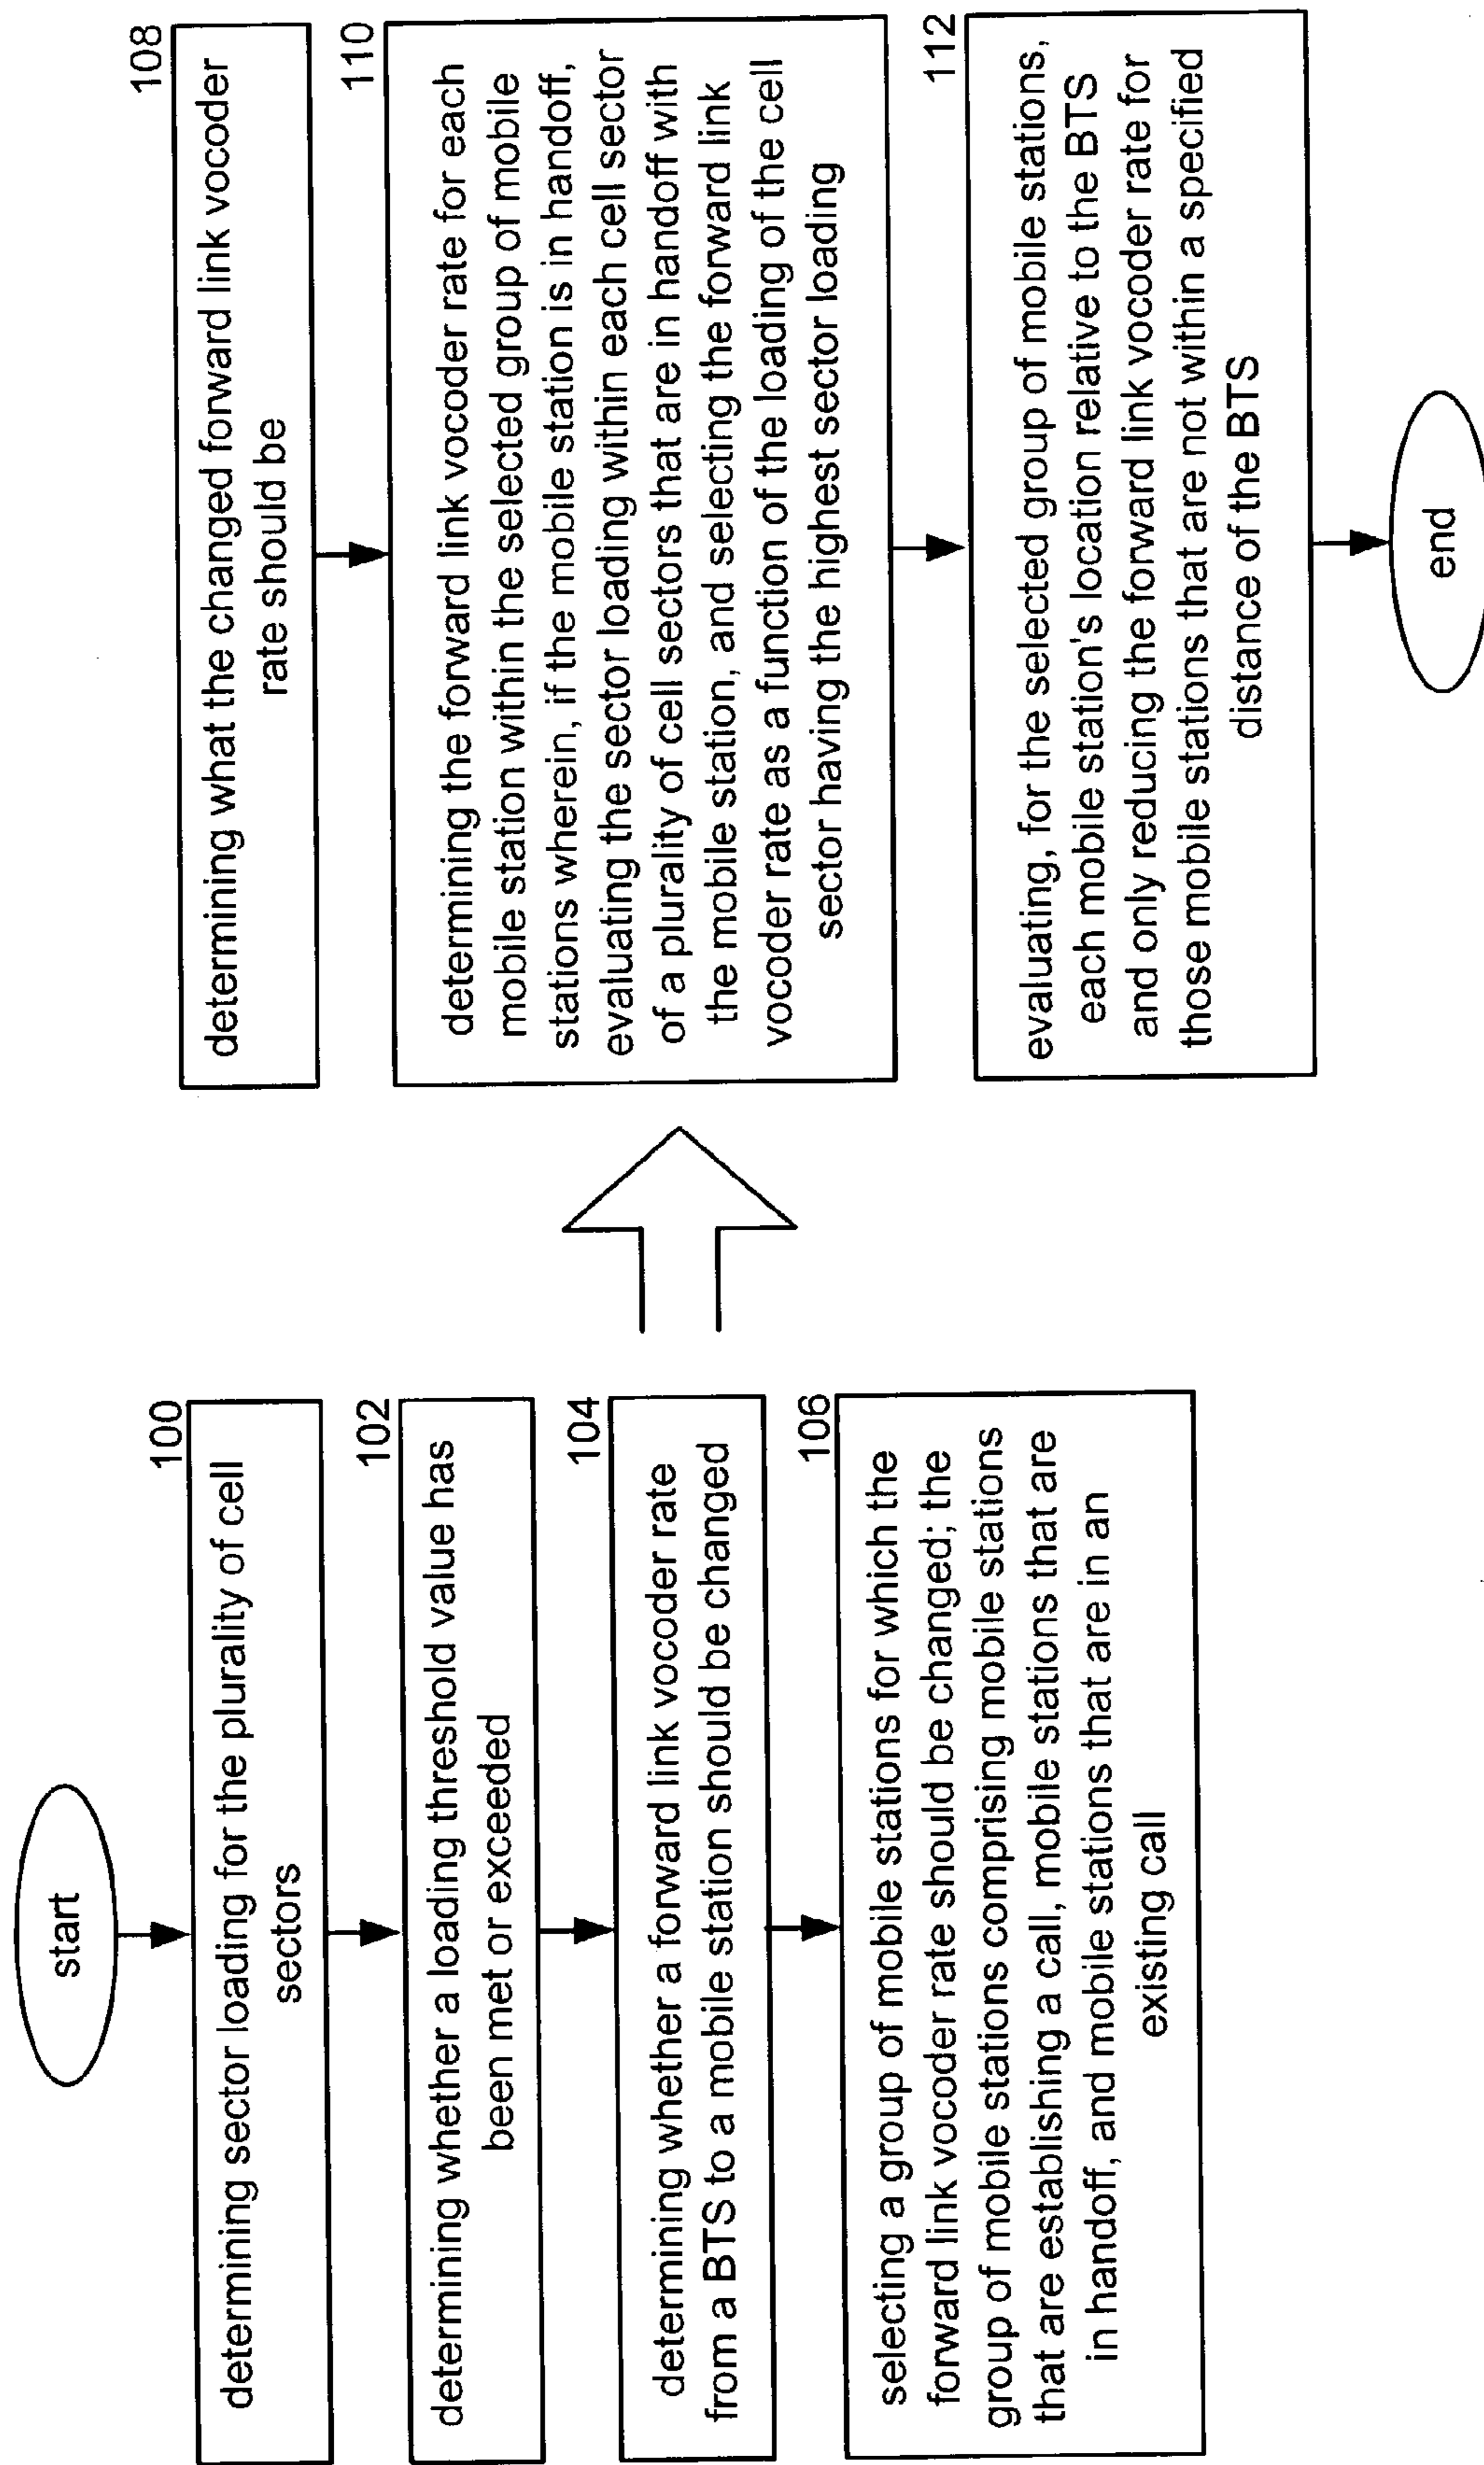 start
100
determining sector loading for the plurality of cell
sectors
102
determining whether a loading threshold value has
been met or exceeded
104
determining whether a forward link vocoder rate
from a BTS to a mobile station should be changed
106
selecting a group of mobile stations for which the
forward link vocoder rate should be changed; the
group of mobile stations comprising mobile stations
that are establishing a call, mobile stations that are
in handoff, and mobile stations that are in an
existing call
108
determining what the changed forward link vocoder
rate should be
110
determining the forward link vocoder rate for each
mobile station within the selected group of mobile
stations wherein, if the mobile station is in handoff,
evaluating the sector loading within each cell sector
of a plurality of cell sectors that are in handoff with
the mobile station, and selecting the forward link
vocoder rate as a function of the loading of the cell
sector having the highest sector loading
112
evaluating, for the selected group of mobile stations,
each mobile station's location relative to the BTS
and only reducing the forward link vocoder rate for
those mobile stations that are not within a specified
distance of the BTS
end